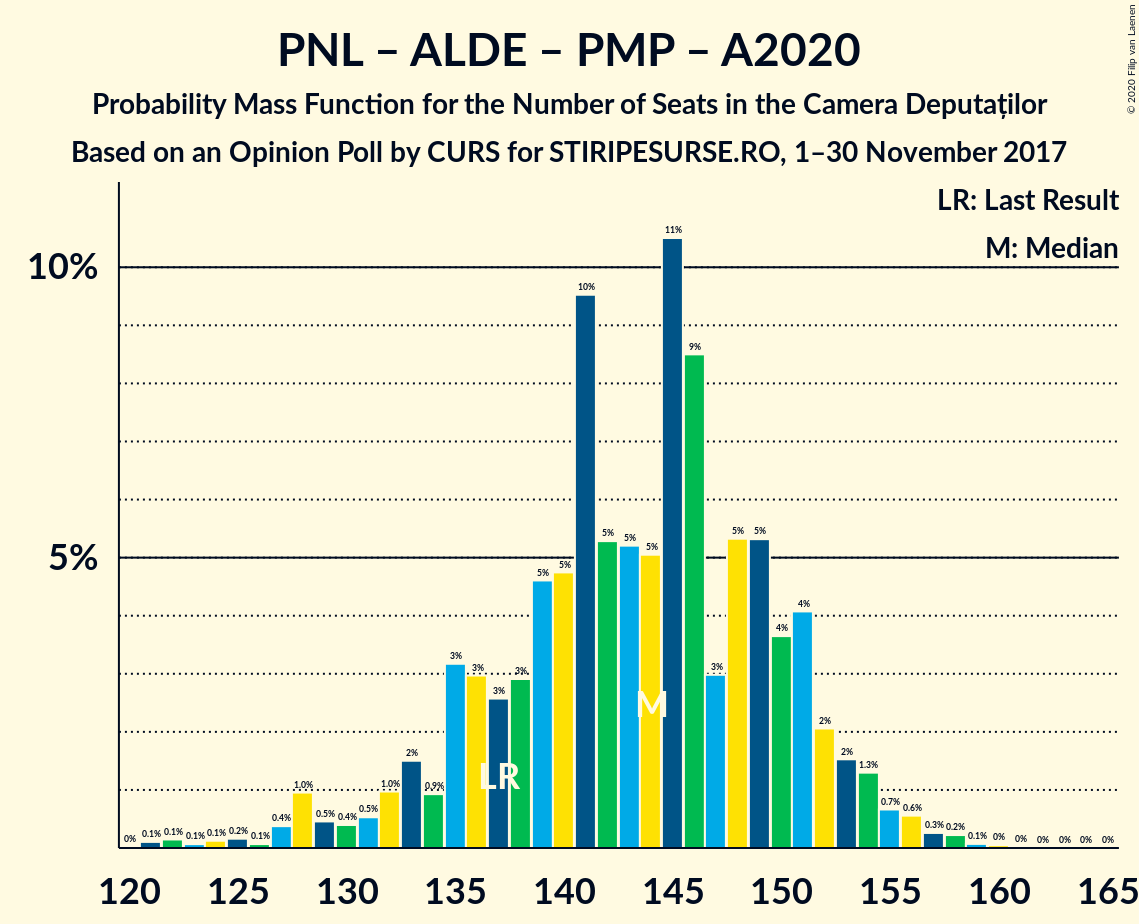 © 2020 Filip van Laenen
PNL – ALDE – PMP – A2020
Probability Mass Function for the Number of Seats in the Camera Deputaților
Based on an Opinion Poll by CURS for STIRIPESURSE.RO, 1–30 November 2017
LR: Last Result
M: Median
10%
5%
0% 0.1% 0.1% 0.1% 0.1% 0.2% 0.1% 0.4% 1.0% 0.5% 0.4% 0.5% 1.0% 2% 0.9% 3% 3% 3% 3% 5% 5% 10% 5% 5% 5% 11% 9% 3% 5% 5% 4% 4% 2% 2% 1.3% 0.7% 0.6% 0.3% 0.2% 0.1% 0% 0% 0% 0% 0% 0%
M
LR
120 125 130 135 140 145 150 155 160 165